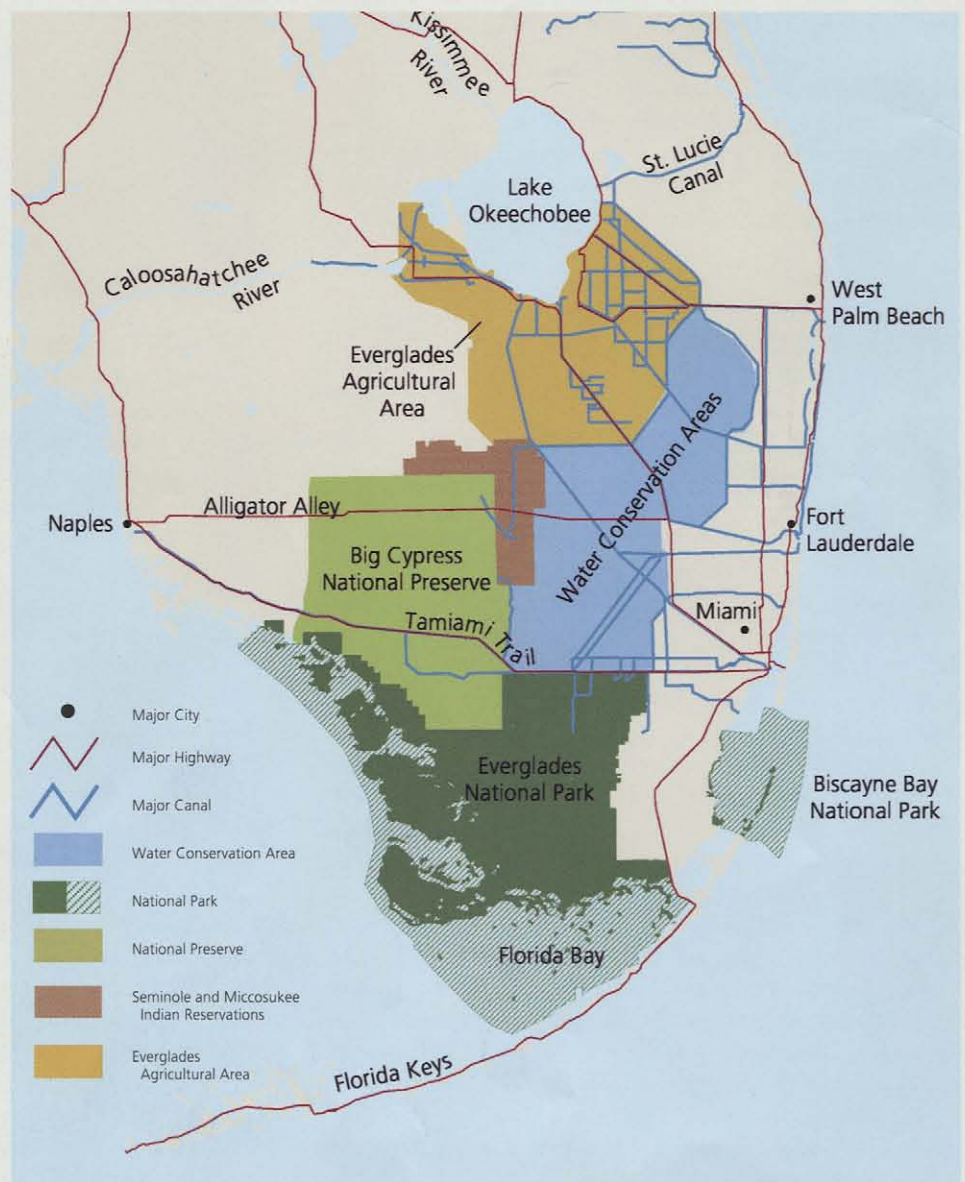 Kissimmee
River
St. Lucie
Canal
Lake
Okeechobee
Caloosahatchee
River
West
Palm Beach
Everglades
Agricultural
Area
Water Conservation Areas
Alligator Alley
Naples
Fort
Lauderdale
Big Cypress
National Preserve
Miami
Tamiami Trail
Major City
Major Highway
Everglades
National Park
Biscayne Bay
National Park
Major Canal
Water Conservation Area
National Park
National Preserve
Florida Bay
Seminole and Miccosukee
Indian Reservations
Everglades
Agricultural Area
Florida Keys